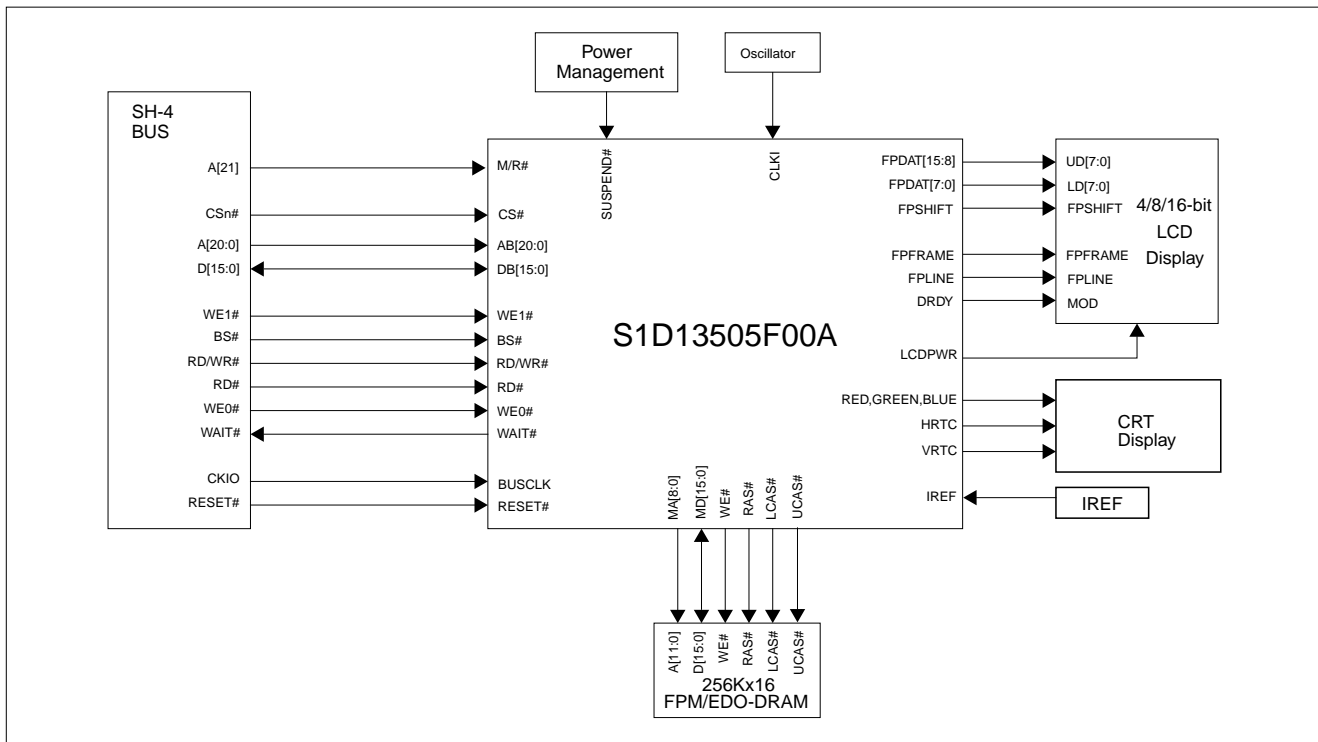 Power
Management
Oscillator
SH-4
BUS
A[21]
CSn#
A[20:0]
D[15:0]
WE1#
BS#
RD/WR#
RD#
WE0#
WAIT#
CKIO
RESET#
M/R#
CS#
AB[20:0]
DB[15:0]
WE1#
BS#
RD/WR#
RD#
WE0#
WAIT#
BUSCLK
RESET#
SUSPEND#
CLKI
S1D13505F00A
FPDAT[15:8]
FPDAT[7:0]
FPSHIFT
FPFRAME
FPLINE
DRDY
LCDPWR
RED,GREEN,BLUE
HRTC
VRTC
IREF
UD[7:0]
LD[7:0]
FPSHIFT
FPFRAME
FPLINE
MOD
4/8/16-bit
LCD
Display
CRT
Display
IREF
MA[8:0]
MD[15:0]
WE#
RAS#
LCAS#
UCAS#
A[11:0]
D[15:0]
WE#
RAS#
LCAS#
UCAS#
256Kx16
FPM/EDO-DRAM